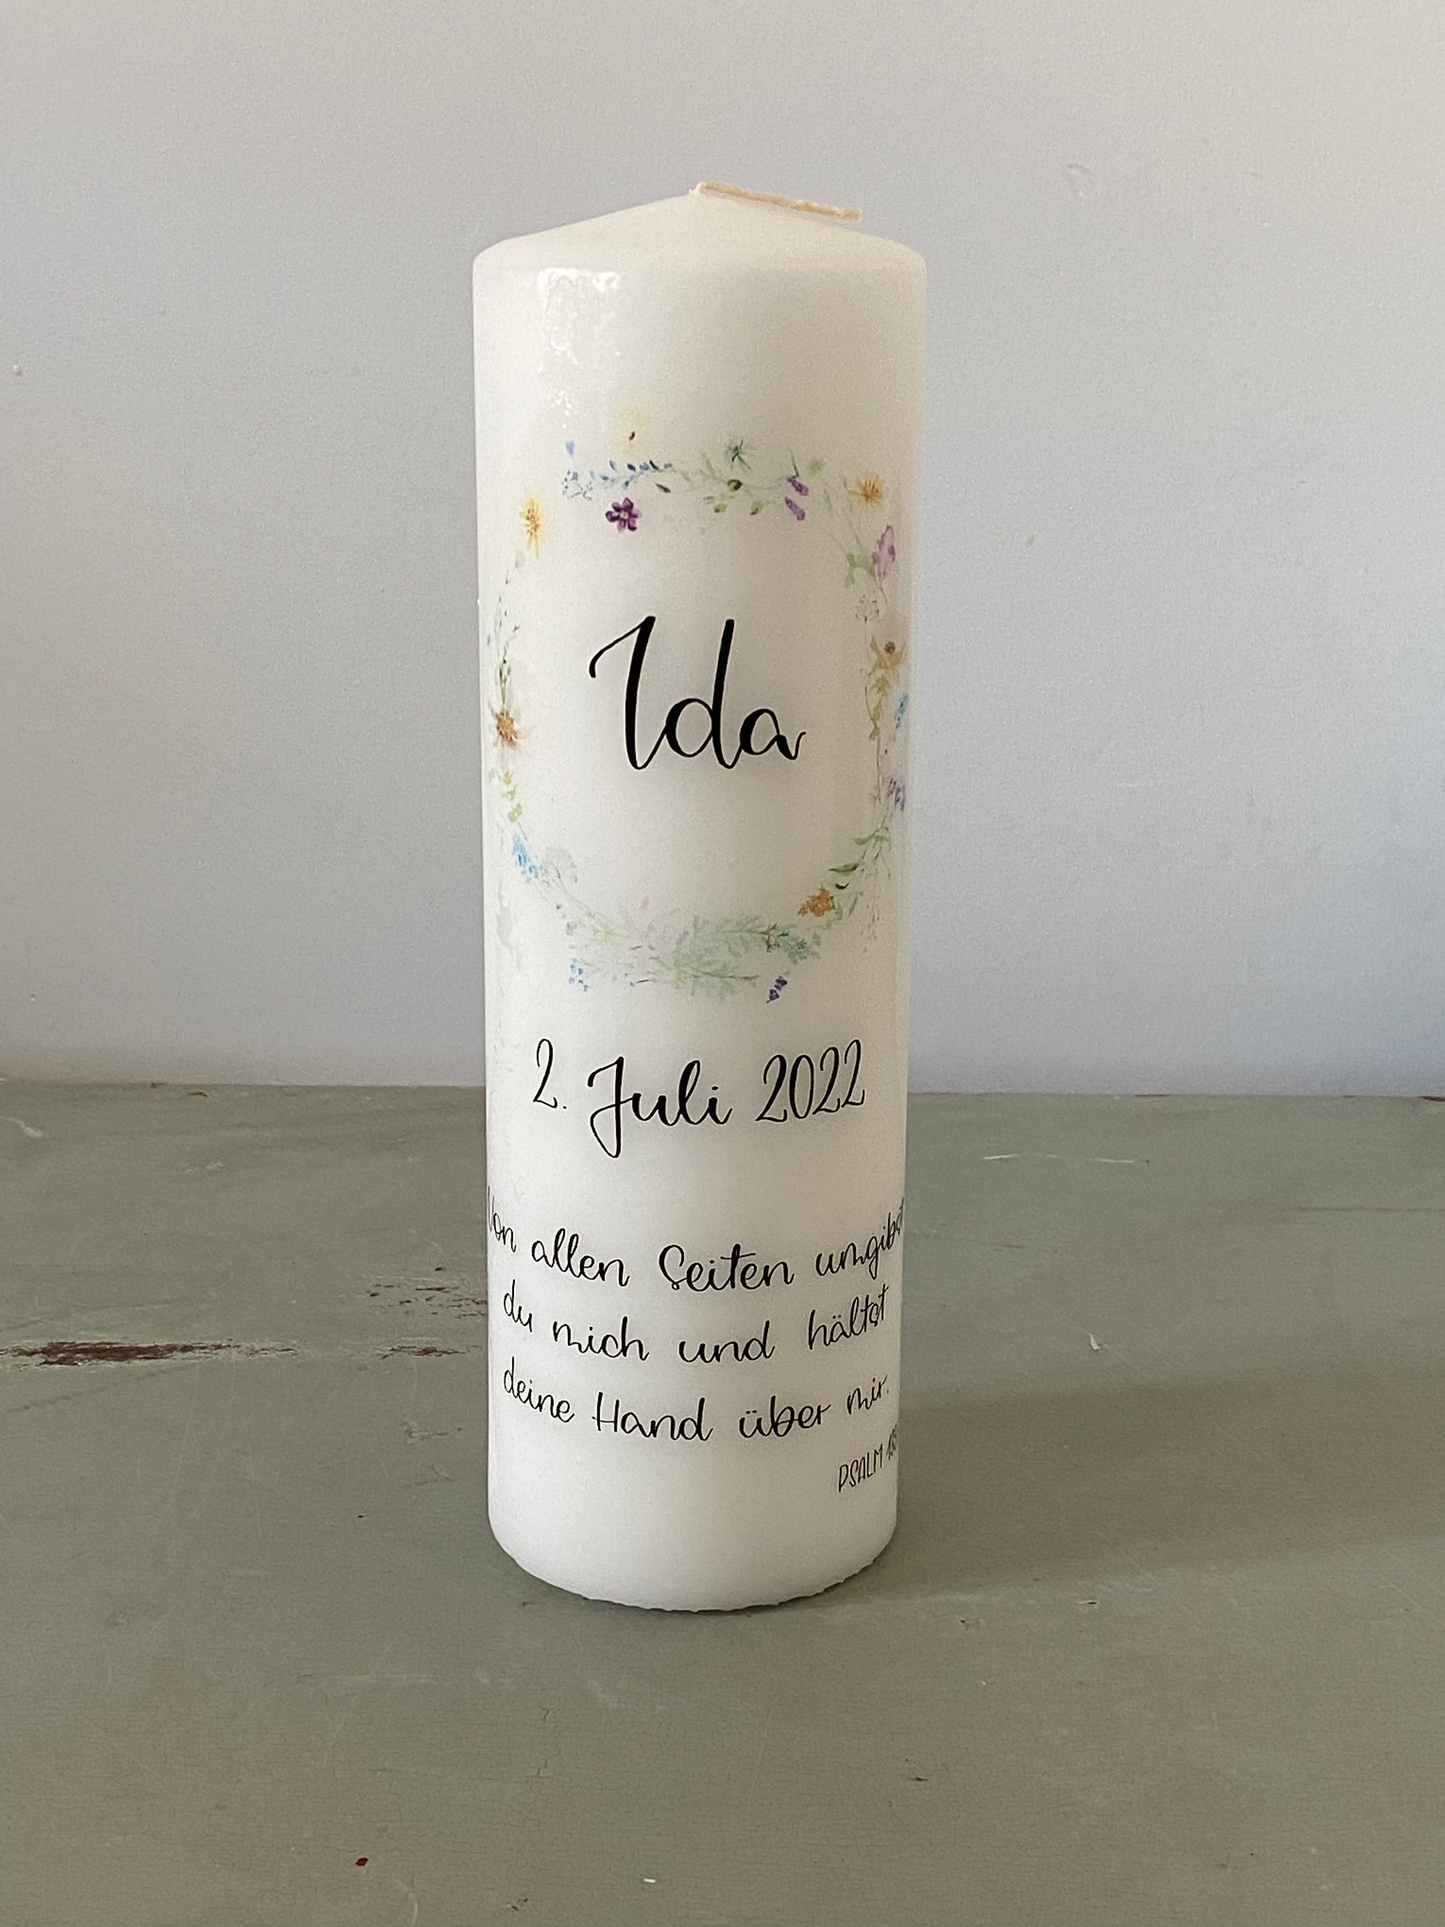 Ida
2. Juli 2022
Von allen Seiten umgibst
du mich und hältst
deine Hand über mir.
PSALM